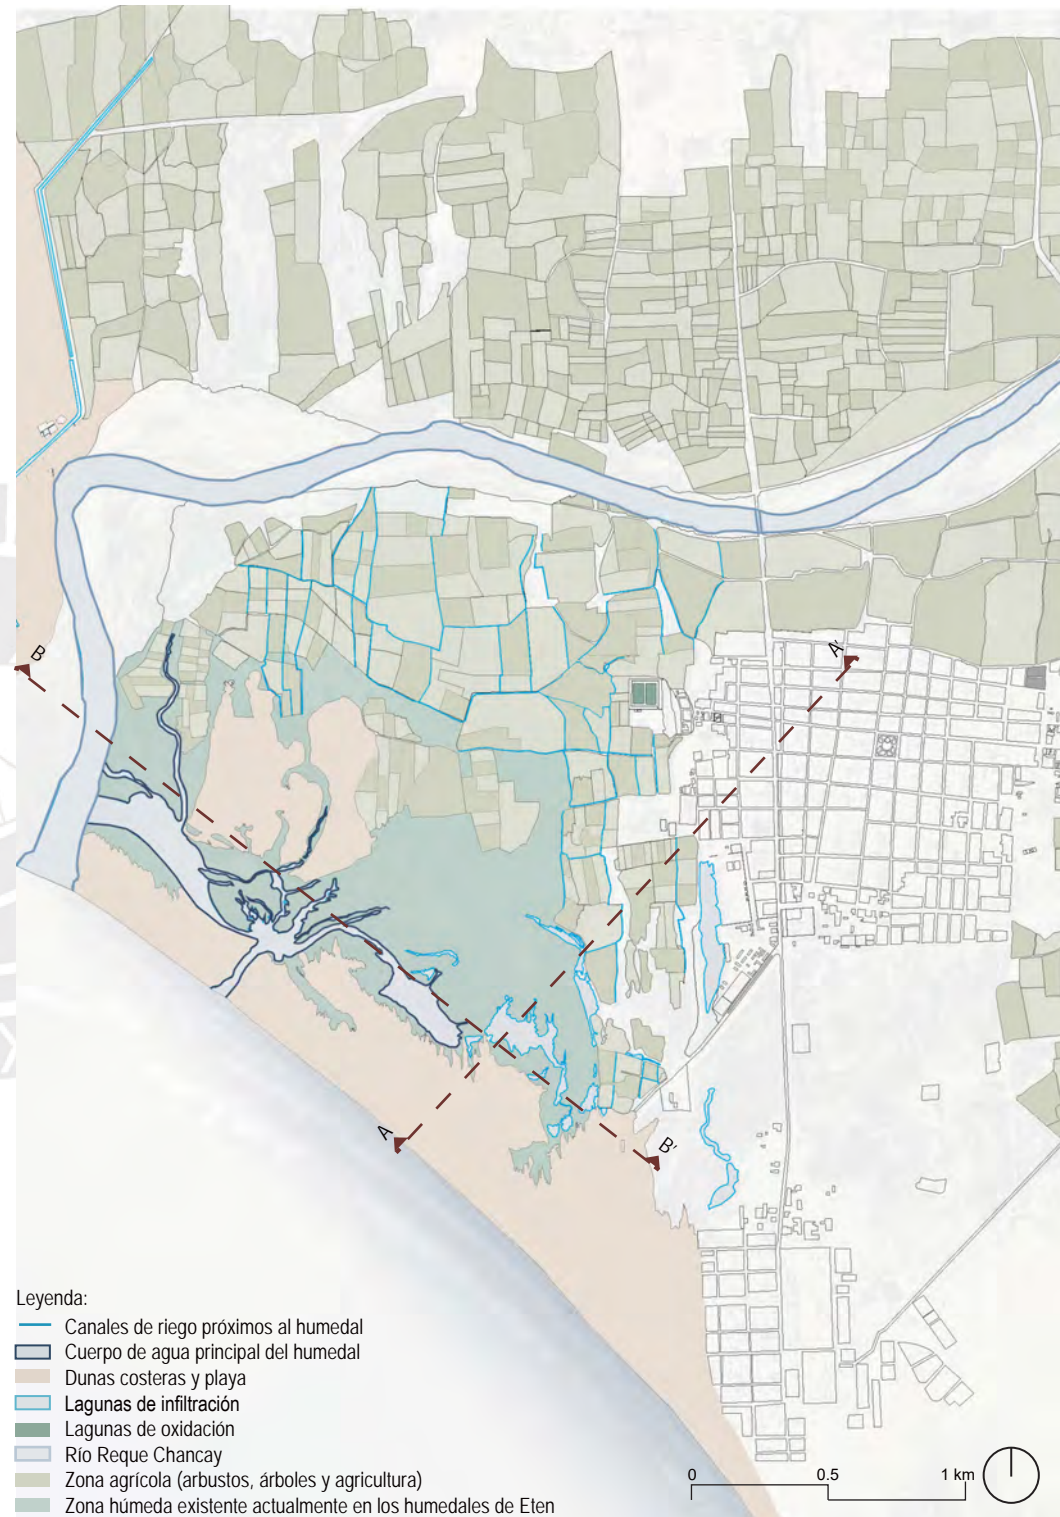 B
A'
A
B'
Leyenda:
Canales de riego próximos al humedal
Cuerpo de agua principal del humedal
Dunas costeras y playa
Lagunas de infiltración
Lagunas de oxidación
Río Reque Chancay
Zona agrícola (arbustos, árboles y agricultura)
Zona húmeda existente actualmente en los humedales de Eten
0 0.5 1 km